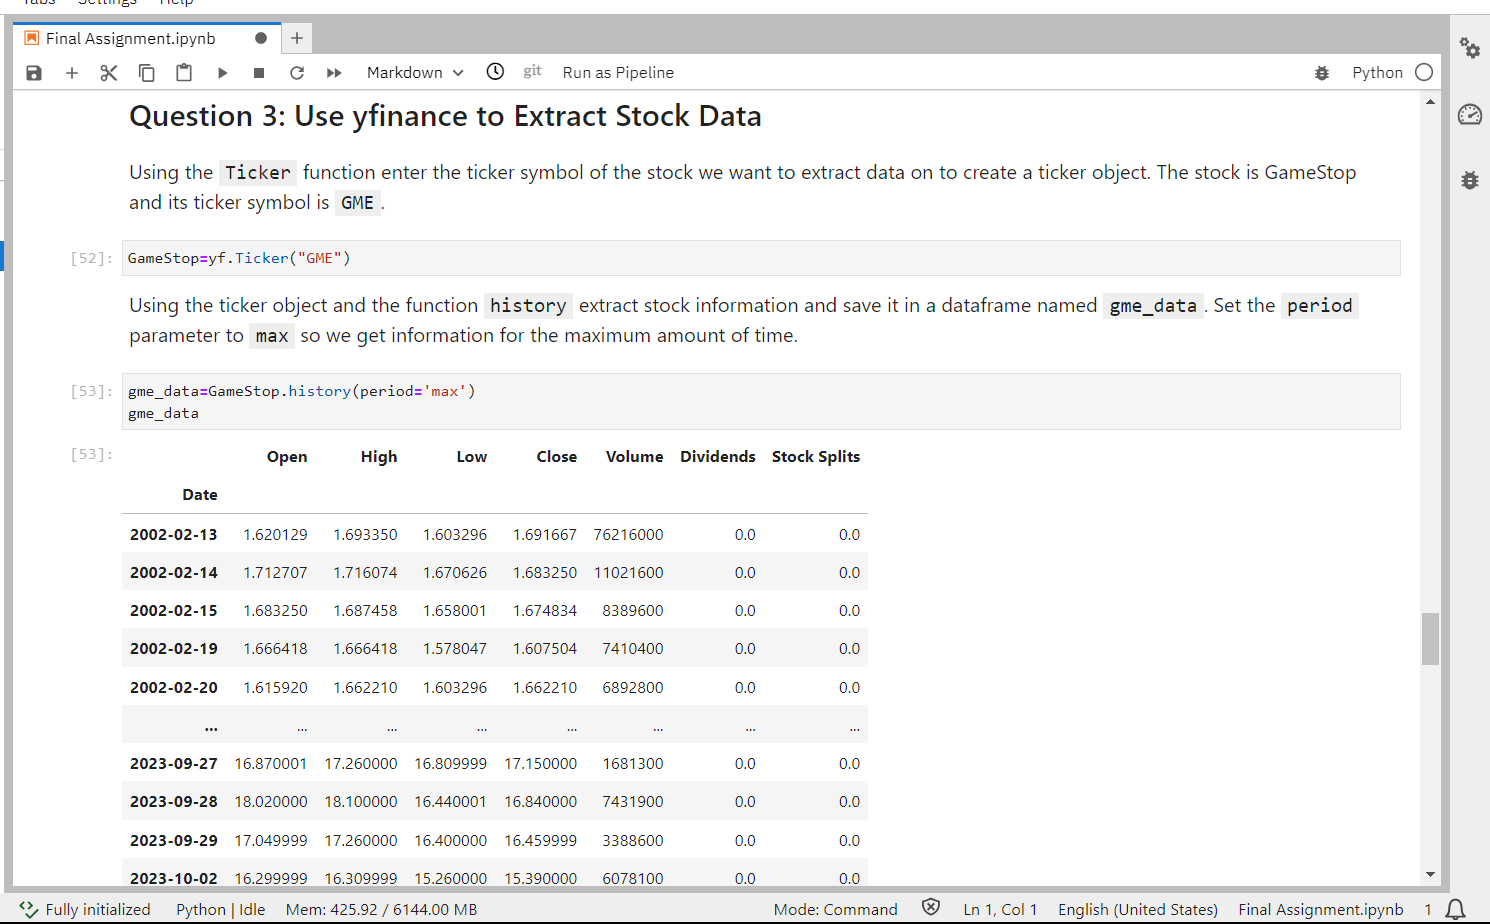 Tabs Settings Help
Final Assignment.ipynb
Markdown git Run as Pipeline Python
Question 3: Use yfinance to Extract Stock Data
Using the Ticker function enter the ticker symbol of the stock we want to extract data on to create a ticker object. The stock is GameStop
and its ticker symbol is GME .
[52]: GameStop=yf.Ticker("GME")
Using the ticker object and the function history extract stock information and save it in a dataframe named gme_data . Set the period
parameter to max so we get information for the maximum amount of time.
[53]: gme_data=GameStop.history(period='max')
gme_data
[53]: Open High Low Close Volume Dividends Stock Splits
Date
2002-02-13 1.620129 1.693350 1.603296 1.691667 76216000 0.0 0.0
2002-02-14 1.712707 1.716074 1.670626 1.683250 11021600 0.0 0.0
2002-02-15 1.683250 1.687458 1.658001 1.674834 8389600 0.0 0.0
2002-02-19 1.666418 1.666418 1.578047 1.607504 7410400 0.0 0.0
2002-02-20 1.615920 1.662210 1.603296 1.662210 6892800 0.0 0.0
... ... ... ... ... ... ... ...
2023-09-27 16.870001 17.260000 16.809999 17.150000 1681300 0.0 0.0
2023-09-28 18.020000 18.100000 16.440001 16.840000 7431900 0.0 0.0
2023-09-29 17.049999 17.260000 16.400000 16.459999 3388600 0.0 0.0
2023-10-02 16.299999 16.309999 15.260000 15.390000 6078100 0.0 0.0
Fully initialized Python | Idle Mem: 425.92 / 6144.00 MB Mode: Command Ln 1, Col 1 English (United States) Final Assignment.ipynb 1